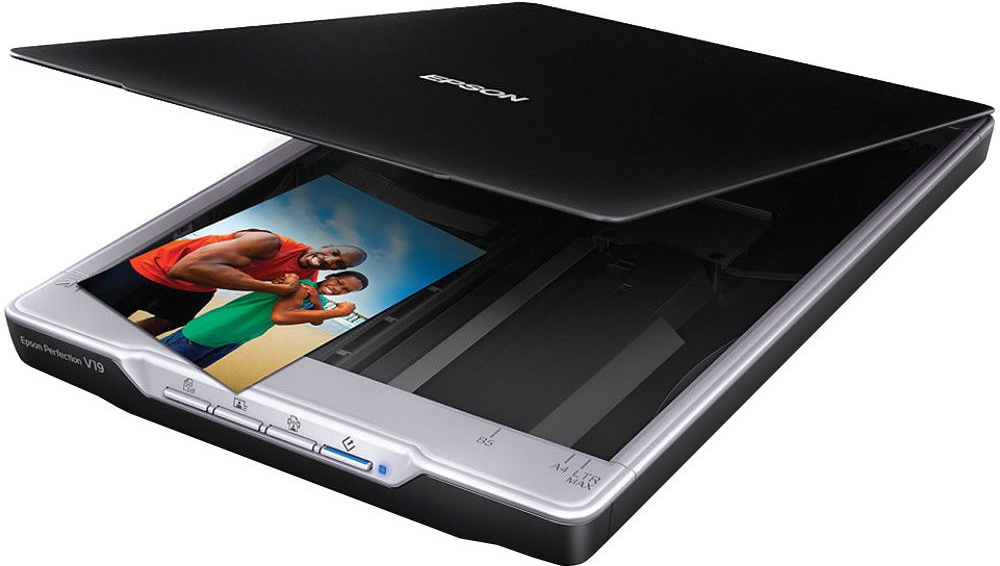 EPSON
Epson Perfection V19
B5
A4 LTR
MAX